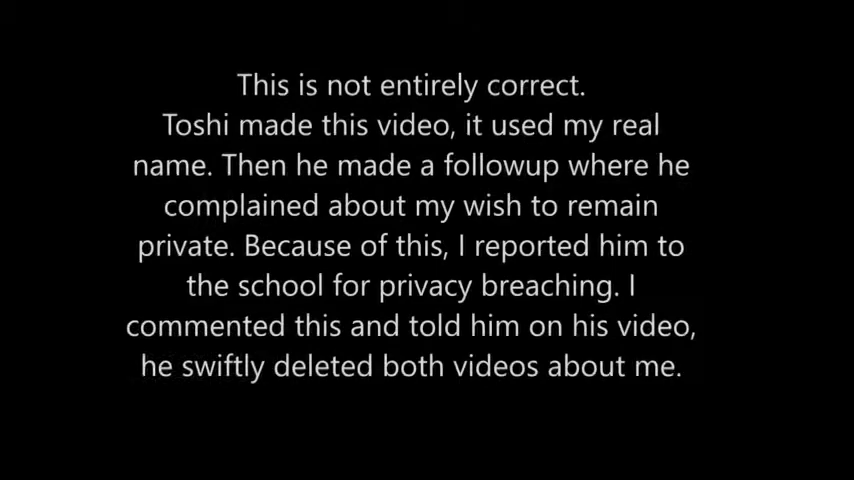 This is not entirely correct.
Toshi made this video, it used my real
name. Then he made a followup where he
complained about my wish to remain
private. Because of this, I reported him to
the school for privacy breaching. I
commented this and told him on his video,
he swiftly deleted both videos about me.